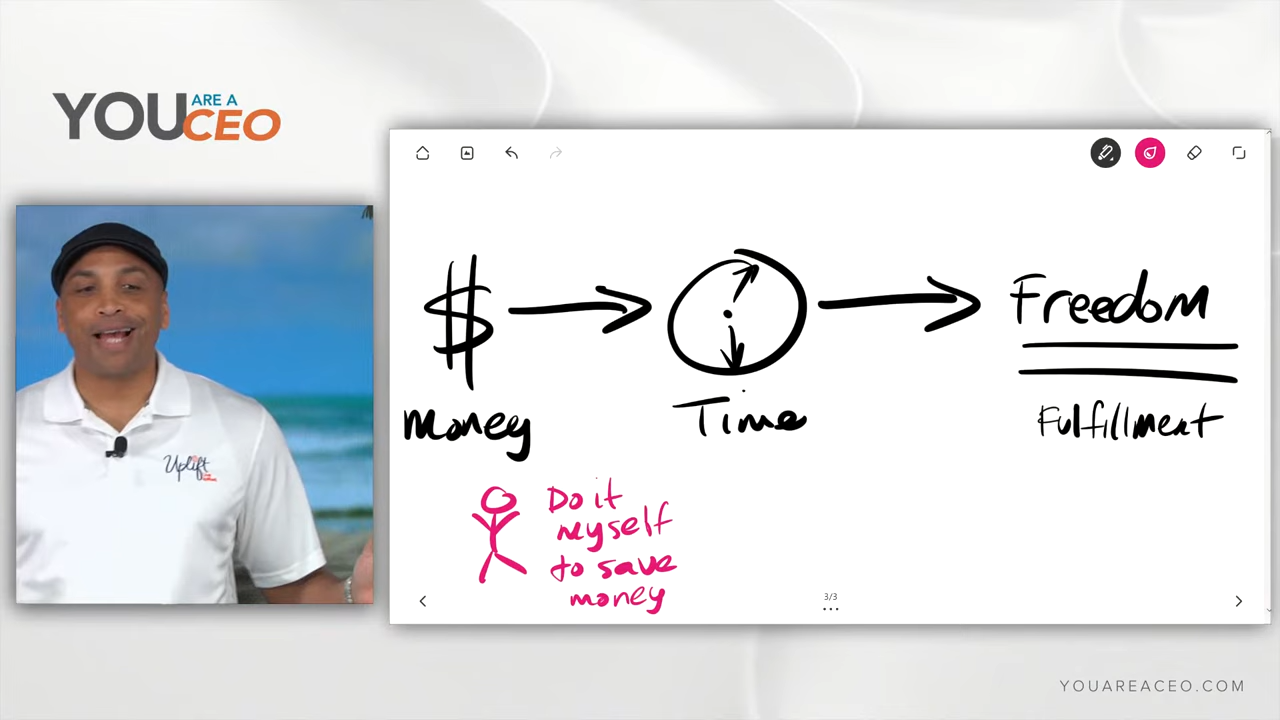 YOU ARE A CEO
Uplift
$
Freedom
Money
Time
Fulfillment
Do it
myself
to save
money
3/3
YOUAREACEO.COM